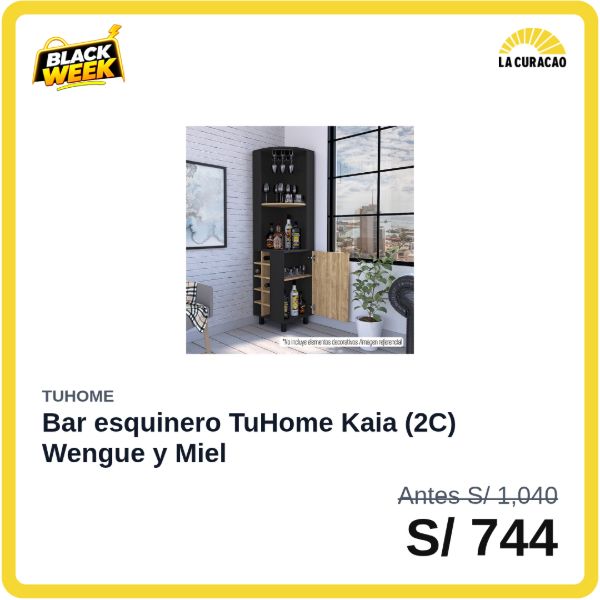 BLACK
WEEK
LA CURACAO
*No incluye elementos decorativos /Imagen referencial
TUHOME
Bar esquinero TuHome Kaia (2C)
Wengue y Miel
Antes S/ 1,040
S/ 744